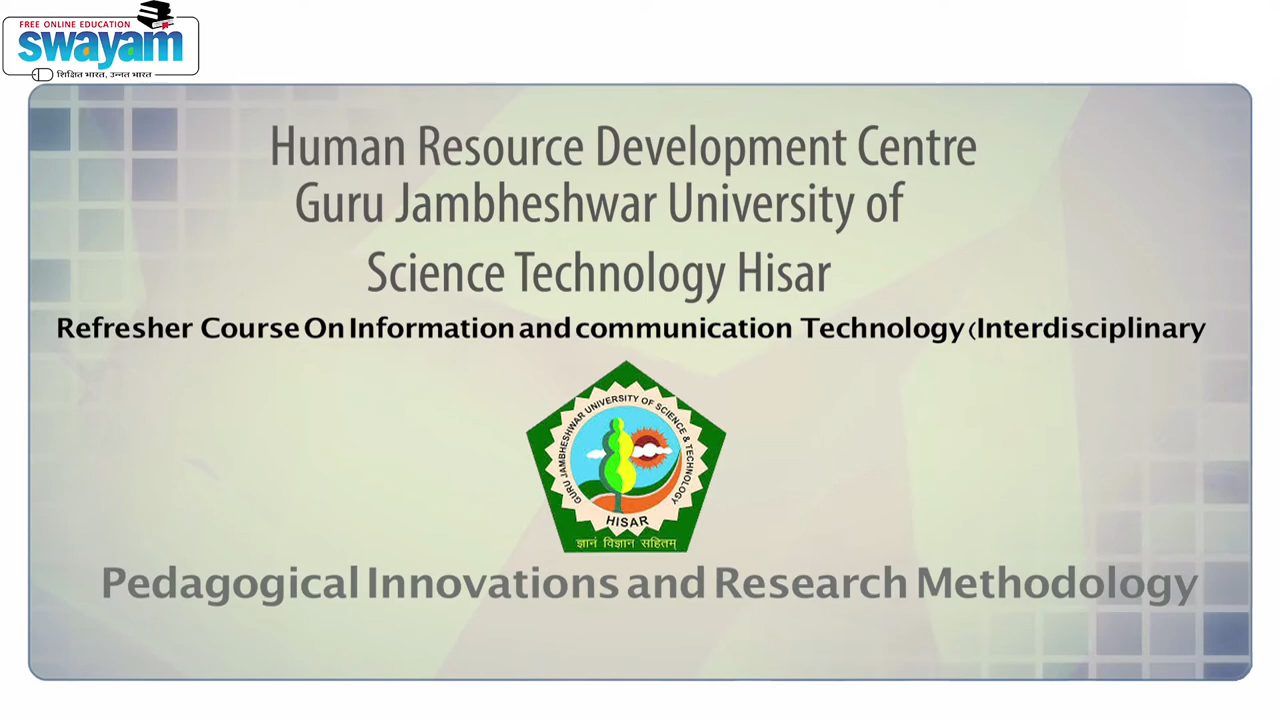 FREE ONLINE EDUCATION
swayam
शिक्षित भारत, उन्नत भारत
Human Resource Development Centre
Guru Jambheshwar University of
Science Technology Hisar
Refresher Course On Information and communication Technology (Interdisciplinary
GURU JAMBHESHWAR UNIVERSITY OF SCIENCE & TECHNOLOGY
HISAR
ज्ञानं विज्ञान सहितम्
Pedagogical Innovations and Research Methodology